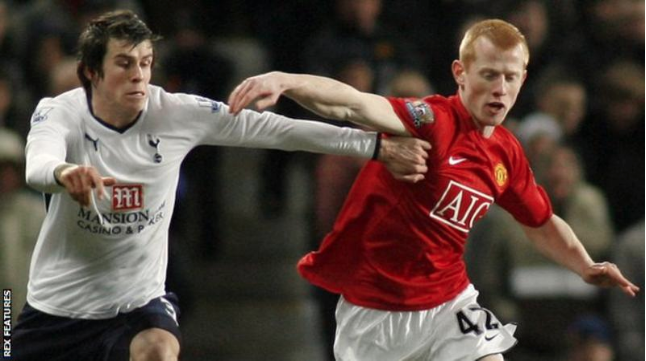 MANSION
CASINO & POKER
AIG
42
REX FEATURES